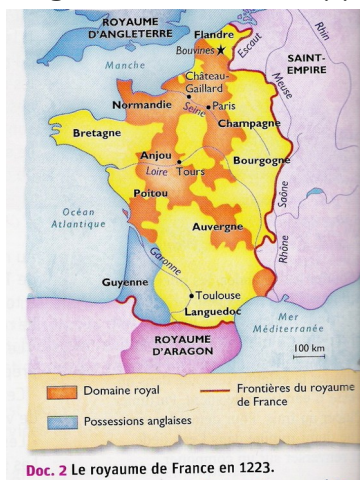 ROYAUME
D'ANGLETERRE
Flandre
Bouvines
Escaut
Rhin
Manche
SAINT-
EMPIRE
Meuse
Château-
Gaillard
Normandie
Seine
Paris
Champagne
Bretagne
Anjou
Bourgogne
Loire
Tours
Poitou
Saône
Océan
Atlantique
Auvergne
Rhône
Garonne
Guyenne
Toulouse
Languedoc
Mer
Méditerranée
ROYAUME
D'ARAGON
100 km
Domaine royal
Frontières du royaume
de France
Possessions anglaises
Doc. 2 Le royaume de France en 1223.